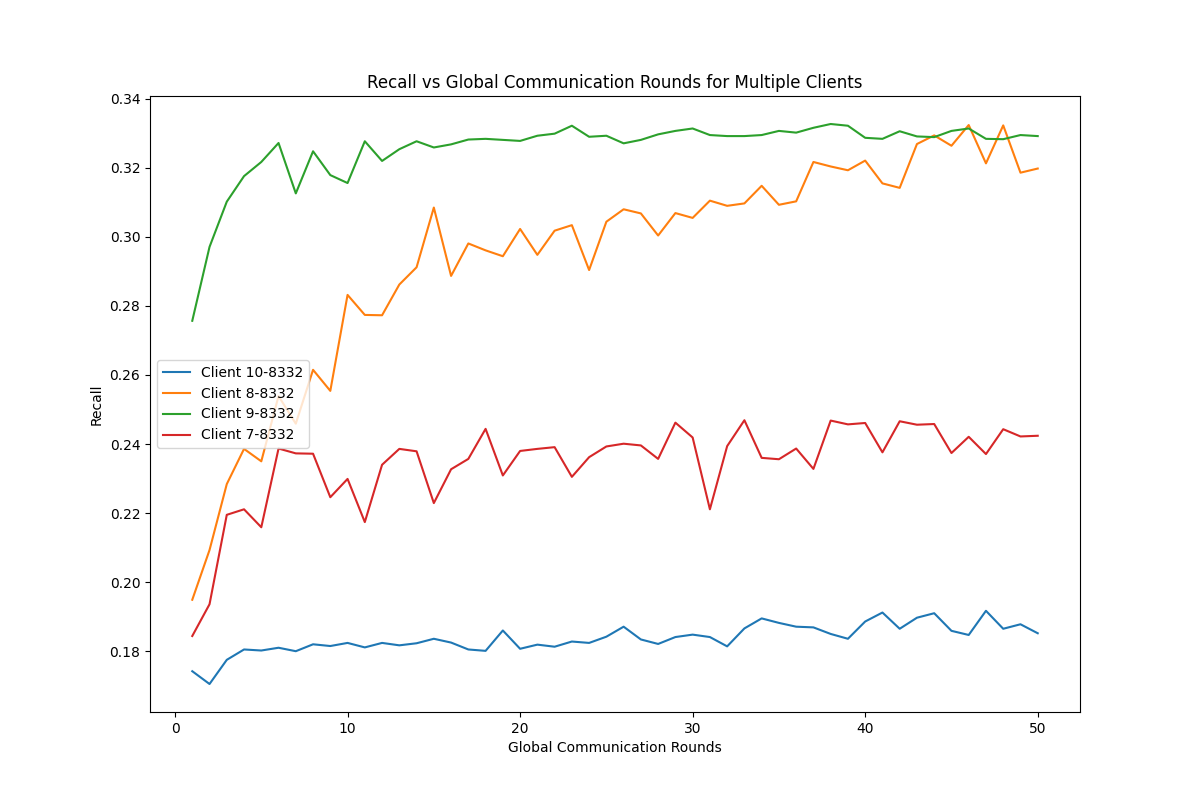 Recall vs Global Communication Rounds for Multiple Clients
0.34
0.32
0.30
0.28
0.26
0.24
0.22
0.20
0.18
Recall
Client 10-8332
Client 8-8332
Client 9-8332
Client 7-8332
0 10 20 30 40 50
Global Communication Rounds